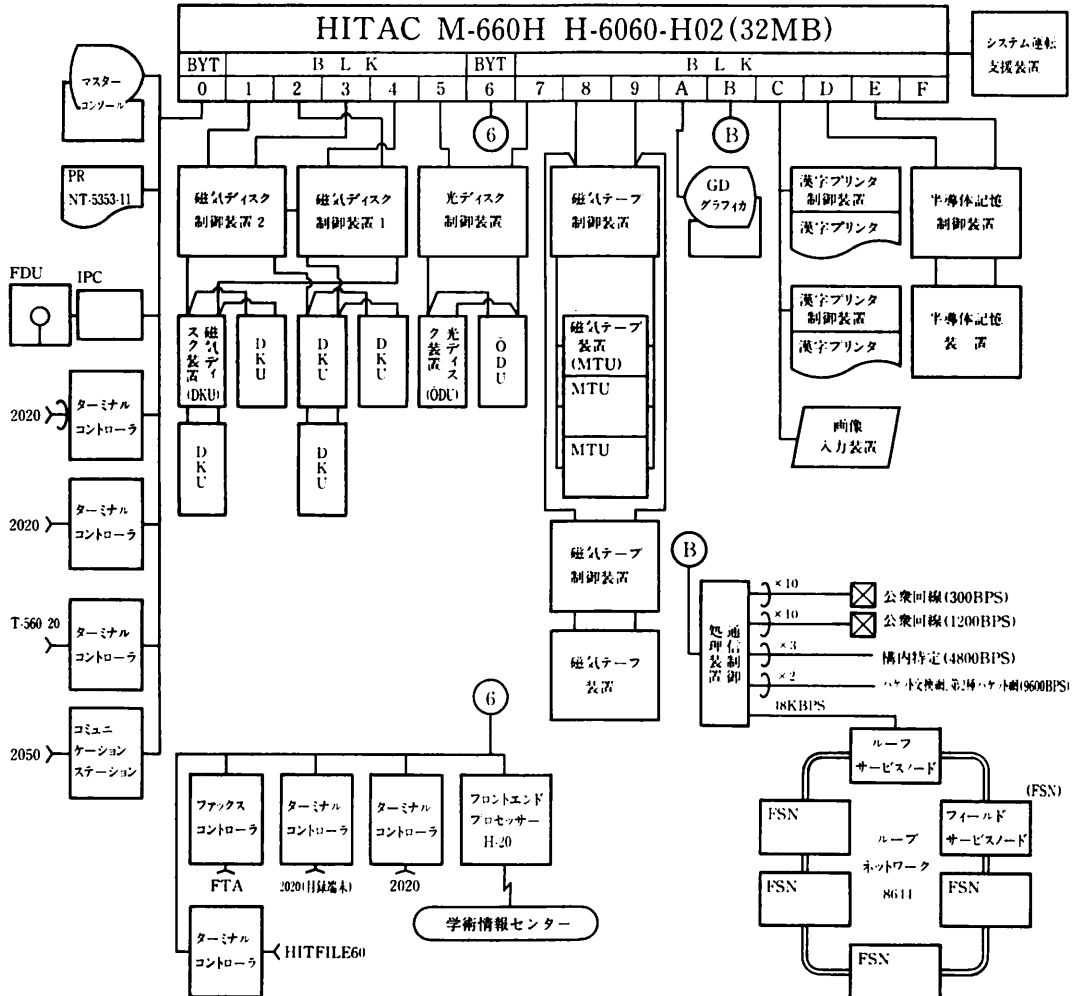 HITAC M-660H H-6060-H02(32MB)
システム運転
支援装置
BYT
BLK
BYT
BLK
0 1 2 3 4 5 6 7 8 9 A B C D E F
マスター
コンソール
6
B
PR
NT-5353-11
磁気ディスク
制御装置2
磁気ディスク
制御装置1
光ディスク
制御装置
磁気テープ
制御装置
GD
グラフィカ
漢字プリンタ
制御装置
漢字プリンタ
半導体記憶
制御装置
FDU
IPC
磁気ディ
スク装置
(DKU)
DKU
DKU
DKU
光ディス
ク装置
(ODU)
ODU
磁気テープ
装置
(MTU)
MTU
MTU
漢字プリンタ
制御装置
漢字プリンタ
半導体記憶
装置
2020
ターミナル
コントローラ
DKU
DKU
画像
入力装置
2020
ターミナル
コントローラ
磁気テープ
制御装置
B
通信制御
処理装置
×10
公衆回線(300BPS)
×10
公衆回線(1200BPS)
×3
構内特定(4800BPS)
×2
パケット交換網、第2種パケット網(9600BPS)
48KBPS
T-560 20
ターミナル
コントローラ
磁気テープ
装置
2050
コミュニ
ケーション
ステーション
6
ファックス
コントローラ
ターミナル
コントローラ
ターミナル
コントローラ
フロントエンド
プロセッサー
H-20
FTA
2020(目録端末)
2020
学術情報センター
ターミナル
コントローラ
HITFILE60
ループ
サービスノード
(FSN)
FSN
フィールド
サービスノード
ループ
ネットワーク
8644
FSN
FSN
FSN